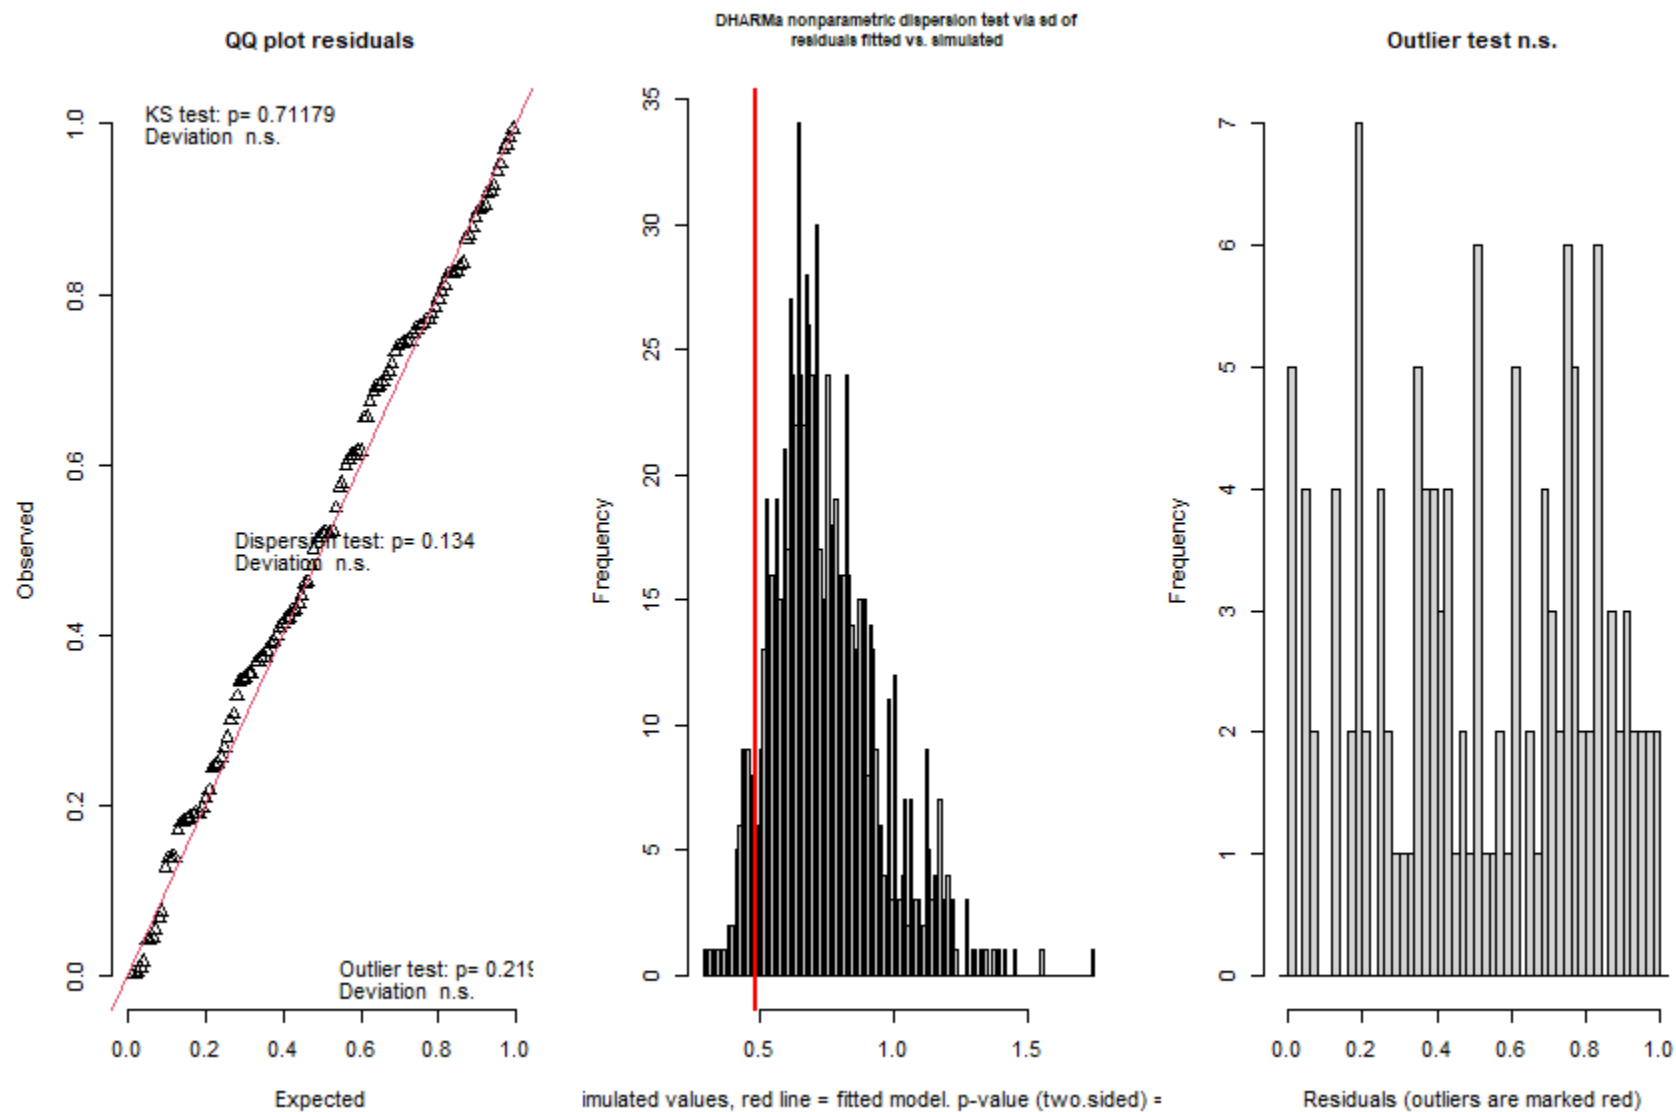 QQ plot residuals
KS test: p= 0.71179
Deviation n.s.
Dispersion test: p= 0.134
Deviation n.s.
Outlier test: p= 0.219
Deviation n.s.
Observed
0.0 0.2 0.4 0.6 0.8 1.0
0.0 0.2 0.4 0.6 0.8 1.0
Expected
DHARMa nonparametric dispersion test via sd of
residuals fitted vs. simulated
Frequency
0 5 10 15 20 25 30 35
0.5 1.0 1.5
imulated values, red line = fitted model. p-value (two.sided) =
Outlier test n.s.
Frequency
0 1 2 3 4 5 6 7
0.0 0.2 0.4 0.6 0.8 1.0
Residuals (outliers are marked red)